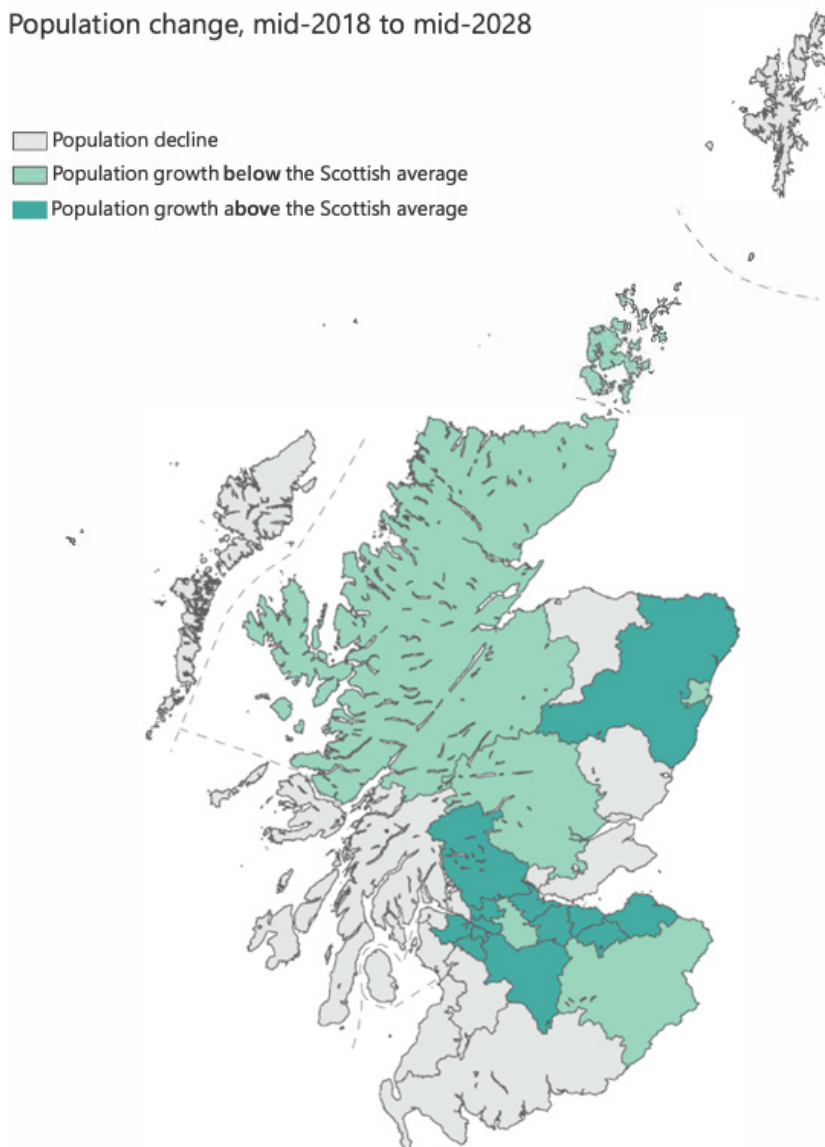 Population change, mid-2018 to mid-2028
Population decline
Population growth below the Scottish average
Population growth above the Scottish average